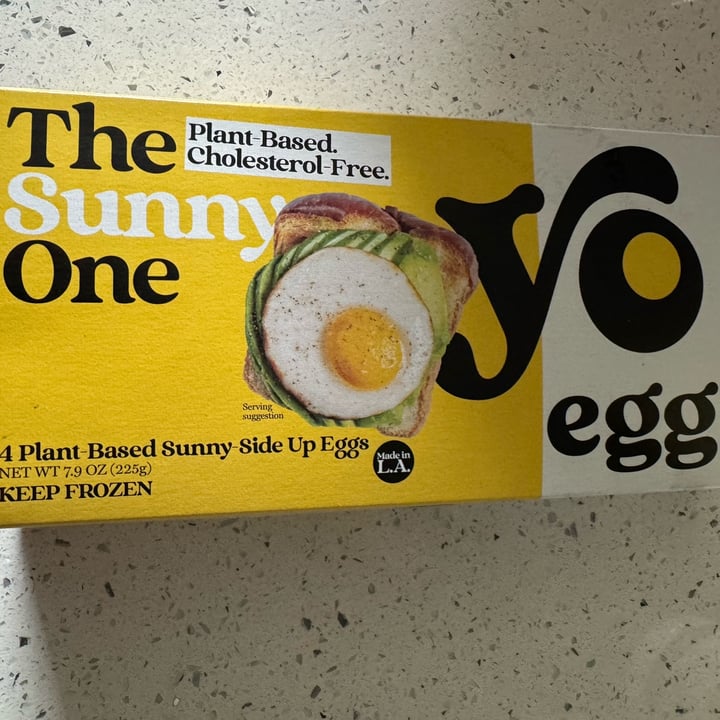 The
Sunny
One
Plant-Based.
Cholesterol-Free.
yo
egg
Serving
suggestion
4 Plant-Based Sunny-Side Up Eggs
NET WT 7.9 OZ (225g)
KEEP FROZEN
Made in
L.A.